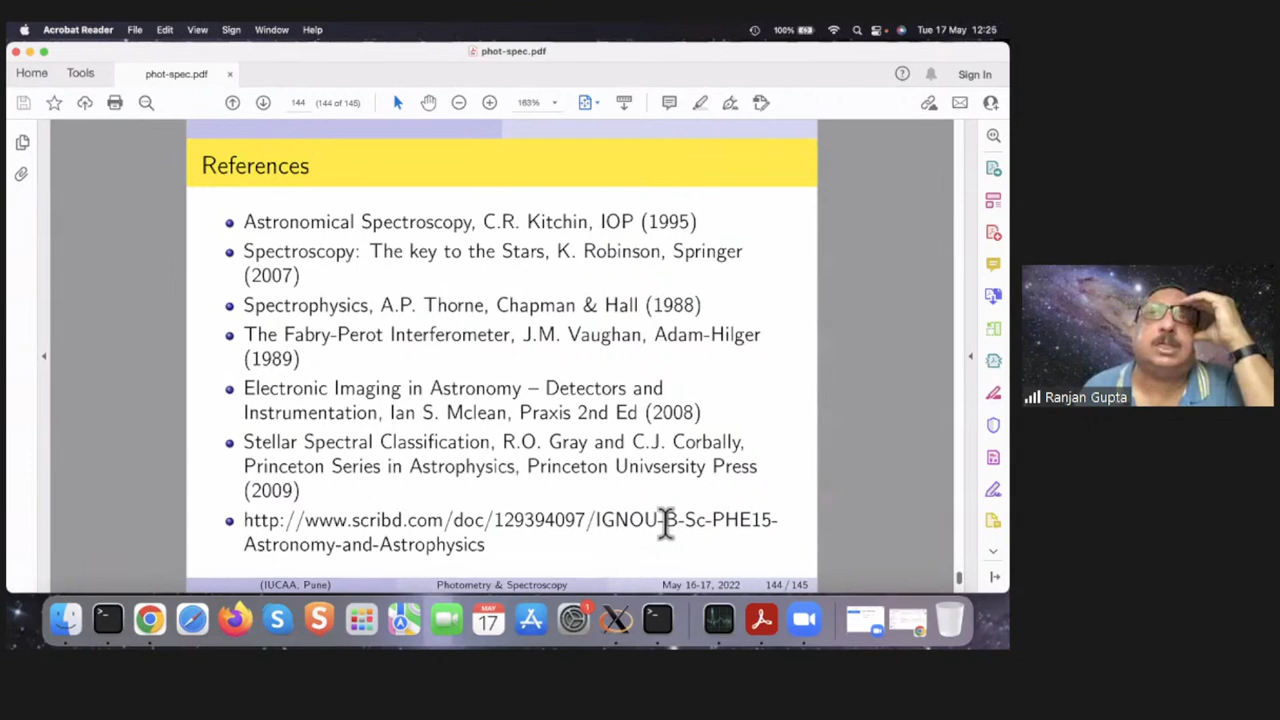 Acrobat Reader File Edit View Sign Window Help 100% Tue 17 May 12:25
phot-spec.pdf
Home Tools phot-spec.pdf × Sign In
144 (144 of 145) 163%
References
Astronomical Spectroscopy, C.R. Kitchin, IOP (1995)
Spectroscopy: The key to the Stars, K. Robinson, Springer
(2007)
Spectrophysics, A.P. Thorne, Chapman & Hall (1988)
The Fabry-Perot Interferometer, J.M. Vaughan, Adam-Hilger
(1989)
Electronic Imaging in Astronomy – Detectors and
Instrumentation, Ian S. Mclean, Praxis 2nd Ed (2008)
Ranjan Gupta
Stellar Spectral Classification, R.O. Gray and C.J. Corbally,
Princeton Series in Astrophysics, Princeton Univsersity Press
(2009)
http://www.scribd.com/doc/129394097/IGNOU-B-Sc-PHE15-
Astronomy-and-Astrophysics
(IUCAA, Pune) Photometry & Spectroscopy May 16-17, 2022 144 / 145
MAY
17
1